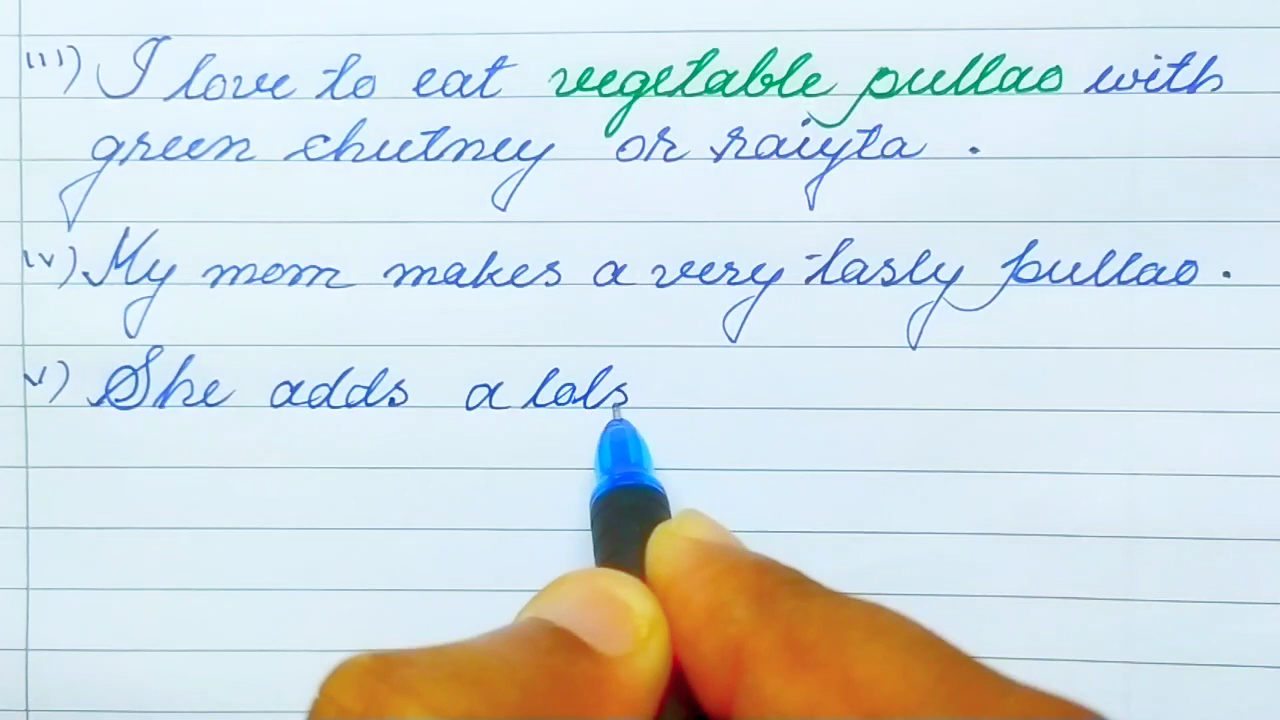 iii) I love to eat vegetable pullao with
green chutney or raiyta .
iv) My mom makes a very tasty pullao .
v) She adds a lots